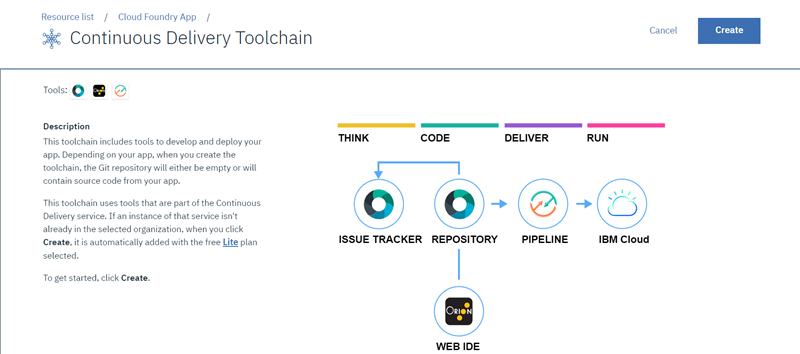 Resource list / Cloud Foundry App /
Continuous Delivery Toolchain
Cancel
Create
Tools:
Description
This toolchain includes tools to develop and deploy your
app. Depending on your app, when you create the
toolchain, the Git repository will either be empty or will
contain source code from your app.
This toolchain uses tools that are part of the Continuous
Delivery service. If an instance of that service isn't
already in the selected organization, when you click
Create, it is automatically added with the free Lite plan
selected.
To get started, click Create.
THINK CODE DELIVER RUN
ISSUE TRACKER REPOSITORY PIPELINE IBM Cloud
ORION
WEB IDE